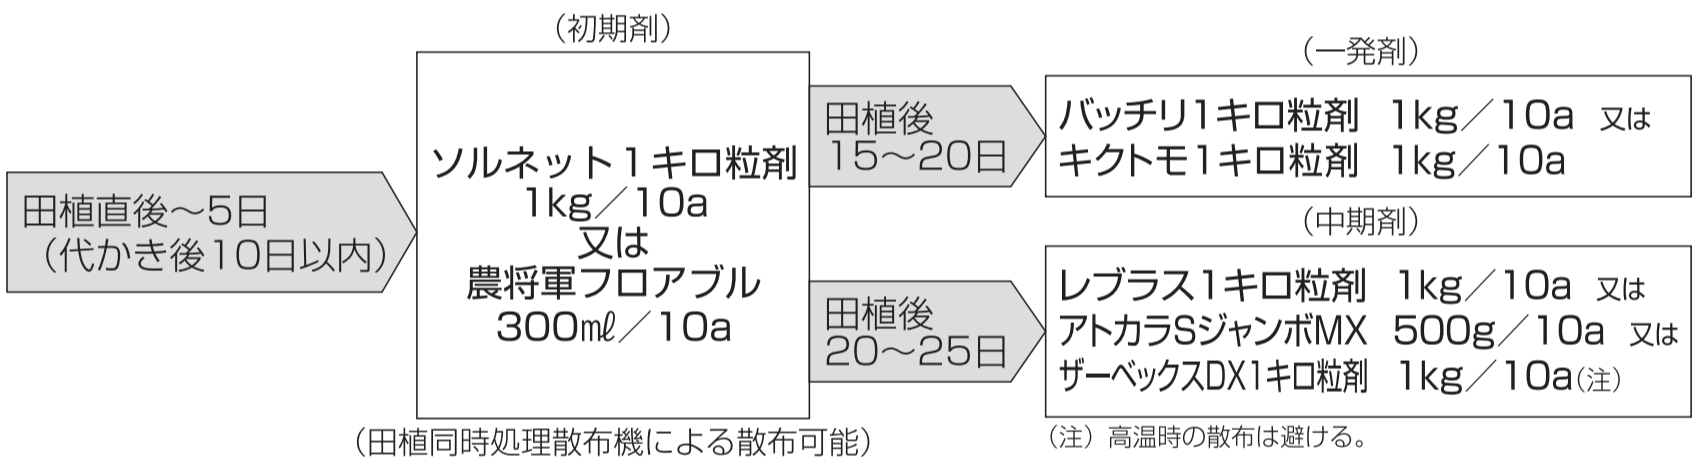 田植直後～5日
（代かき後10日以内）
（初期剤）
ソルネット1キロ粒剤
1kg／10a
又は
農将軍フロアブル
300㎖／10a
（田植同時処理散布機による散布可能）
田植後
15～20日
（一発剤）
バッチリ1キロ粒剤 1kg／10a 又は
キクトモ1キロ粒剤 1kg／10a
田植後
20～25日
（中期剤）
レブラス1キロ粒剤 1kg／10a 又は
アトカラSジャンボMX 500g／10a 又は
ザーベックスDX1キロ粒剤 1kg／10a（注）
（注）高温時の散布は避ける。